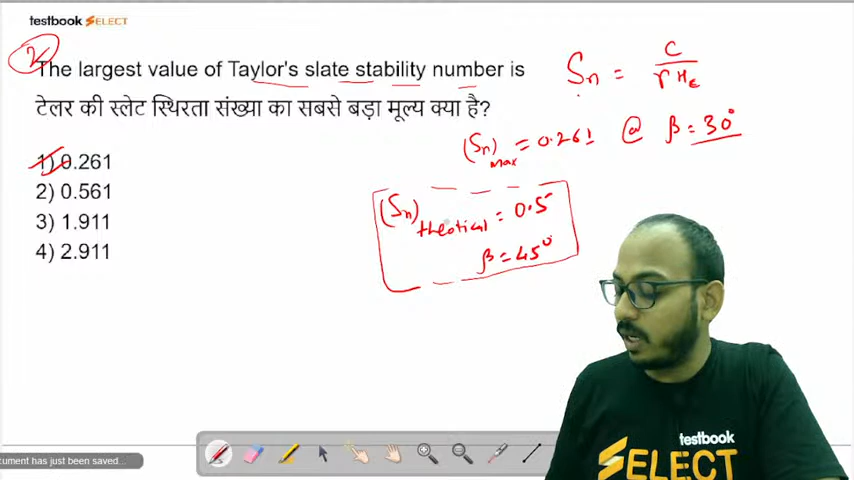 testbook SELECT
2
The largest value of Taylor's slate stability number is
टेलर की स्लेट स्थिरता संख्या का सबसे बड़ा मूल्य क्या है?
1) 0.261
2) 0.561
3) 1.911
4) 2.911
Sn = C / γ Hc
(Sn)max = 0.261 @ β = 30°
(Sn)theotical = 0.5
β = 45°
cument has just been saved...
testbook
SELECT